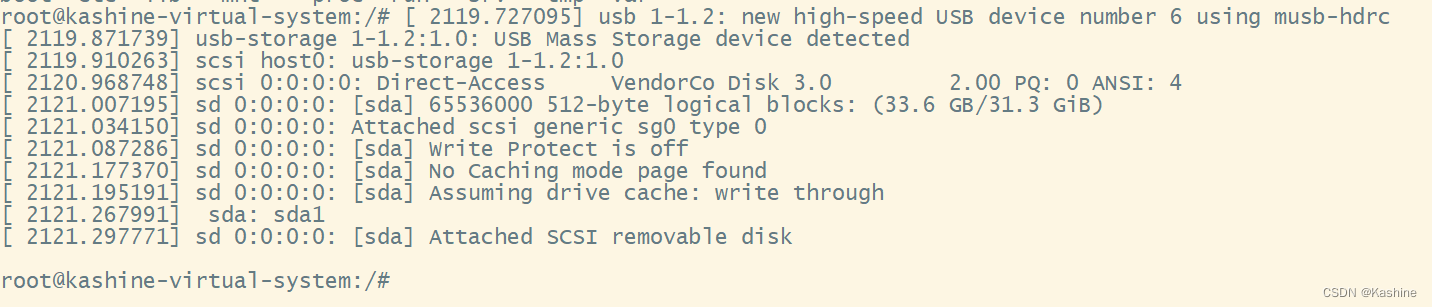 root@kashine-virtual-system:/# [ 2119.727095] usb 1-1.2: new high-speed USB device number 6 using musb-hdrc
[ 2119.871739] usb-storage 1-1.2:1.0: USB Mass Storage device detected
[ 2119.910263] scsi host0: usb-storage 1-1.2:1.0
[ 2120.968748] scsi 0:0:0:0: Direct-Access     VendorCo Disk 3.0         2.00 PQ: 0 ANSI: 4
[ 2121.007195] sd 0:0:0:0: [sda] 65536000 512-byte logical blocks: (33.6 GB/31.3 GiB)
[ 2121.034150] sd 0:0:0:0: Attached scsi generic sg0 type 0
[ 2121.087286] sd 0:0:0:0: [sda] Write Protect is off
[ 2121.177370] sd 0:0:0:0: [sda] No Caching mode page found
[ 2121.195191] sd 0:0:0:0: [sda] Assuming drive cache: write through
[ 2121.267991]  sda: sda1
[ 2121.297771] sd 0:0:0:0: [sda] Attached SCSI removable disk
root@kashine-virtual-system:/#
CSDN @Kashine